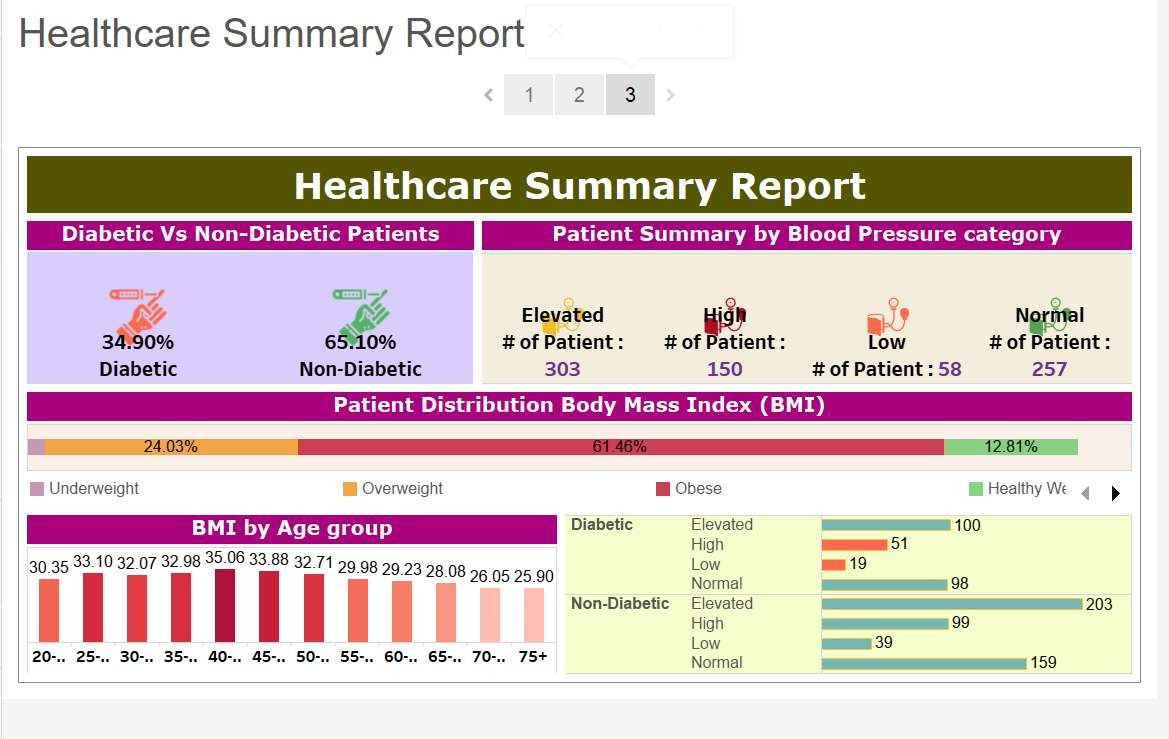 Healthcare Summary Report
1 2 3
Healthcare Summary Report
Diabetic Vs Non-Diabetic Patients
34.90%
Diabetic
65.10%
Non-Diabetic
Patient Summary by Blood Pressure category
Elevated
# of Patient :
303
High
# of Patient :
150
Low
# of Patient : 58
Normal
# of Patient :
257
Patient Distribution Body Mass Index (BMI)
24.03% 61.46% 12.81%
Underweight Overweight Obese Healthy We
BMI by Age group
30.35 33.10 32.07 32.98 35.06 33.88 32.71 29.98 29.23 28.08 26.05 25.90
20-.. 25-.. 30-.. 35-.. 40-.. 45-.. 50-.. 55-.. 60-.. 65-.. 70-.. 75+
Diabetic Elevated 100
High 51
Low 19
Normal 98
Non-Diabetic Elevated 203
High 99
Low 39
Normal 159